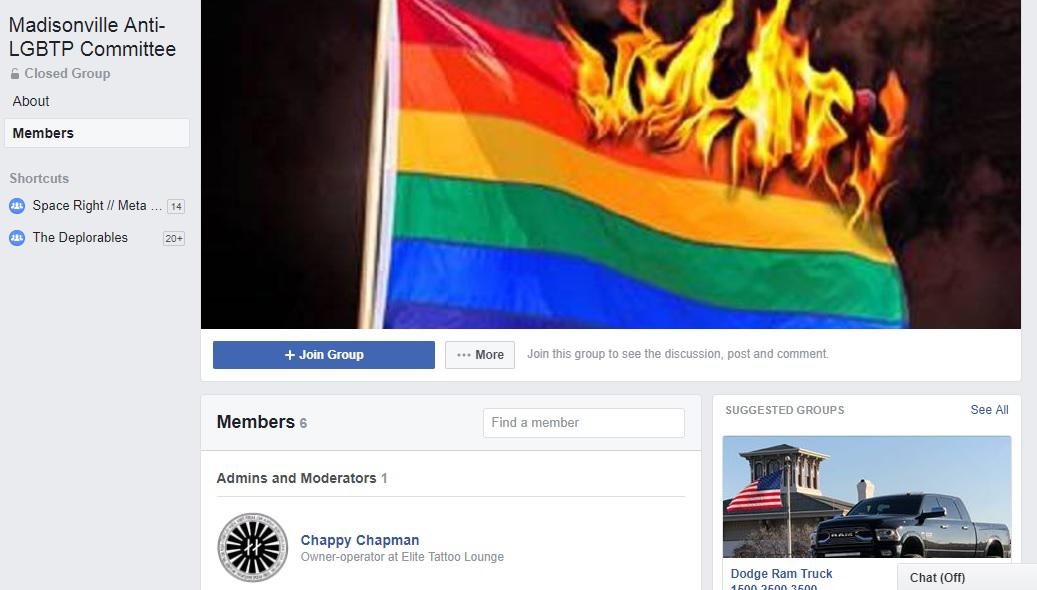 Madisonville Anti-
LGBTP Committee
Closed Group
About
Members
Shortcuts
Space Right // Meta ... 14
The Deplorables 20+
+ Join Group
··· More
Join this group to see the discussion, post and comment.
Members 6
Find a member
Admins and Moderators 1
Chappy Chapman
Owner-operator at Elite Tattoo Lounge
SUGGESTED GROUPS
See All
RAM
Dodge Ram Truck
1500 2500 3500
Chat (Off)